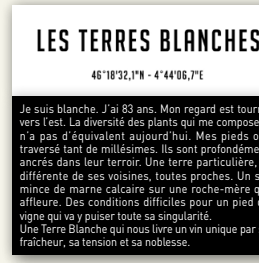 LES TERRES BLANCHES
46°18'32,1"N - 4°44'06,7"E
Je suis blanche. J'ai 83 ans. Mon regard est tour
vers l'est. La diversité des plants qui me compose
n'a pas d'équivalent aujourd'hui. Mes pieds o
traversé tant de millésimes. Ils sont profondéme
ancrés dans leur terroir. Une terre particulière,
différente de ses voisines, toutes proches. Un s
mince de marne calcaire sur une roche-mère q
affleure. Des conditions difficiles pour un pied
vigne qui va y puiser toute sa singularité.
Une Terre Blanche qui nous livre un vin unique par
fraîcheur, sa tension et sa noblesse.